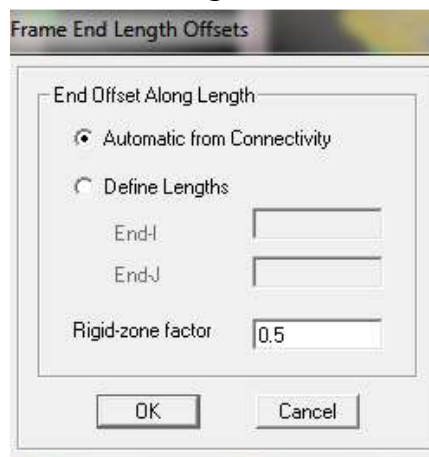 Frame End Length Offsets
End Offset Along Length
Automatic from Connectivity
Define Lengths
End-I
End-J
Rigid-zone factor 0.5
OK Cancel